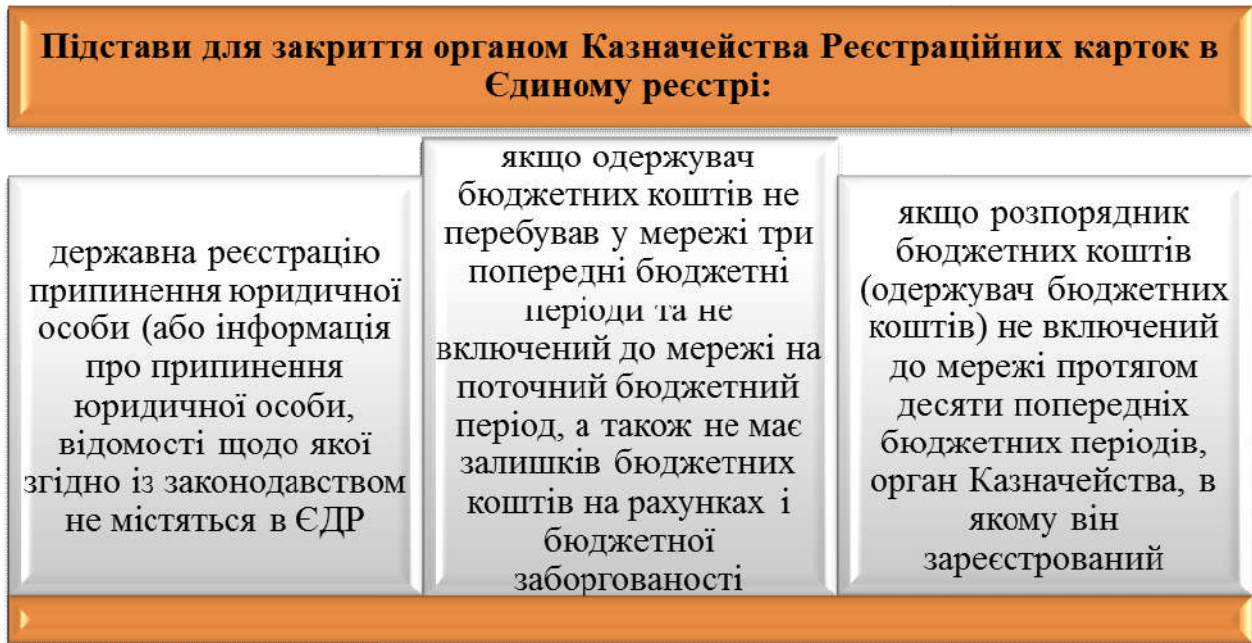 Підстави для закриття органом Казначейства Реєстраційних карток в
Єдиному реєстрі:
державна реєстрацію
припинення юридичної
особи (або інформація
про припинення
юридичної особи,
відомості щодо якої
згідно із законодавством
не містяться в ЄДР
якщо одержувач
бюджетних коштів не
перебував у мережі три
попередні бюджетні
періоди та не
включений до мережі на
поточний бюджетний
період, а також не має
залишків бюджетних
коштів на рахунках і
бюджетної
заборгованості
якщо розпорядник
бюджетних коштів
(одержувач бюджетних
коштів) не включений
до мережі протягом
десяти попередніх
бюджетних періодів,
орган Казначейства, в
якому він
зареєстрований